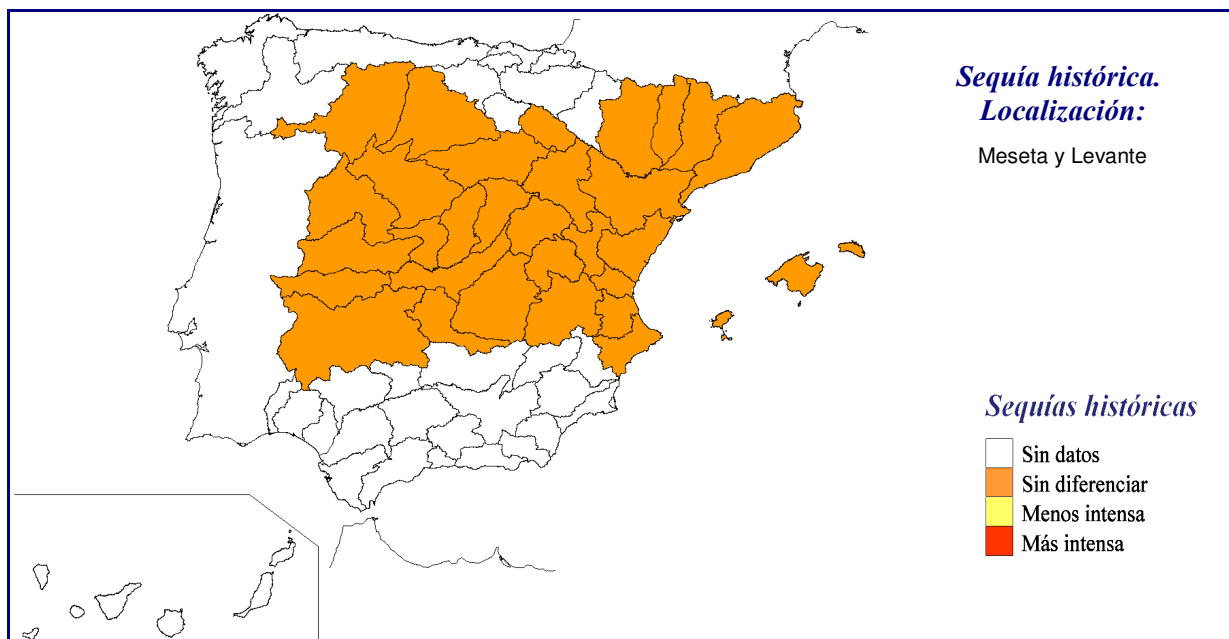 Sequía histórica.
Localización:
Meseta y Levante
Sequías históricas
Sin datos
Sin diferenciar
Menos intensa
Más intensa